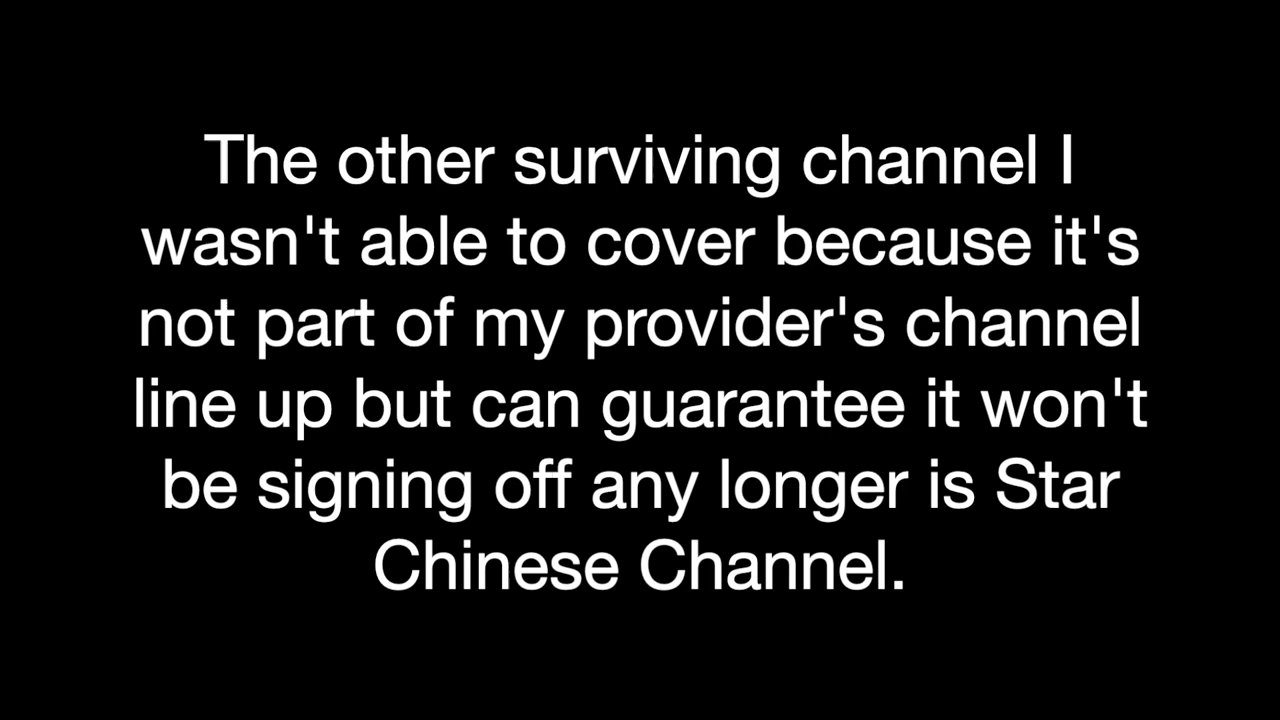 The other surviving channel I
wasn't able to cover because it's
not part of my provider's channel
line up but can guarantee it won't
be signing off any longer is Star
Chinese Channel.